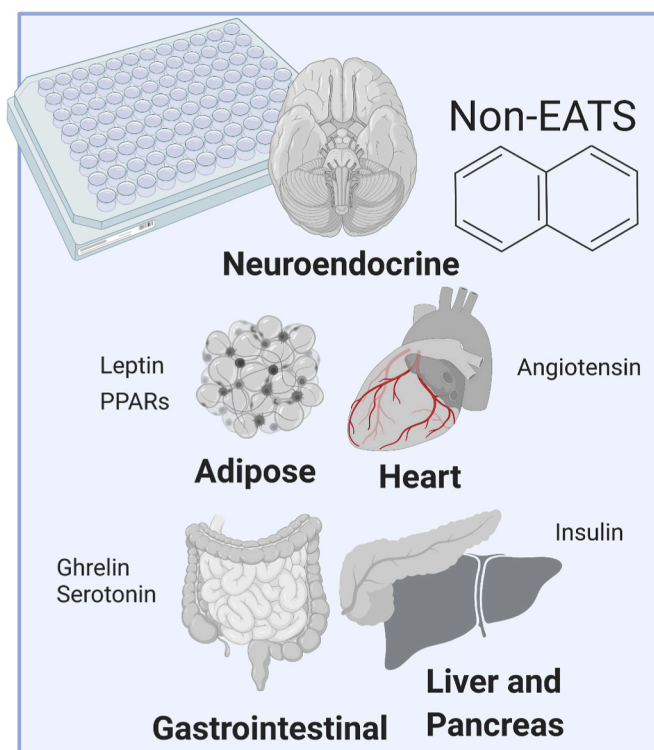 Non-EATS
Neuroendocrine
Leptin
PPARs
Angiotensin
Adipose
Heart
Ghrelin
Serotonin
Insulin
Gastrointestinal
Liver and
Pancreas